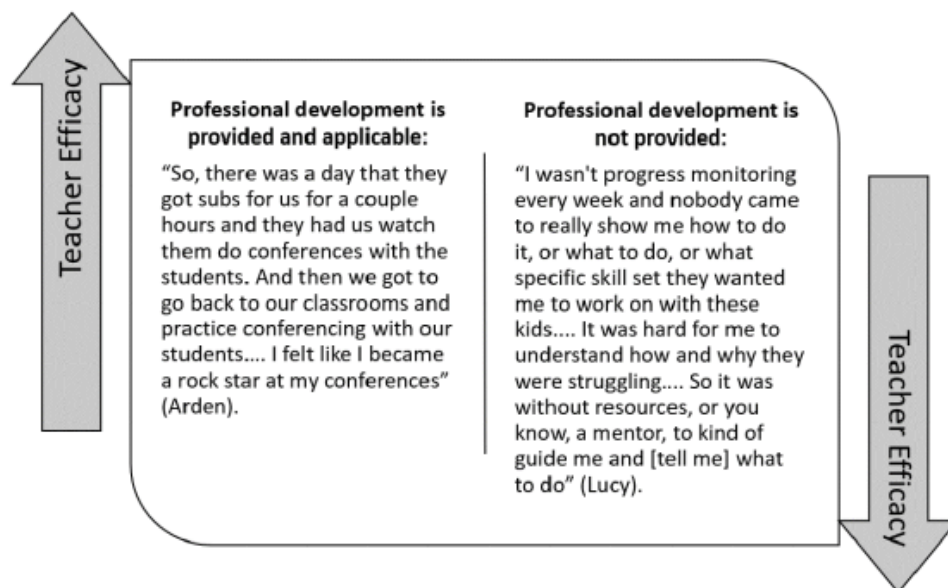 Teacher Efficacy
Professional development is
provided and applicable:
“So, there was a day that they
got subs for us for a couple
hours and they had us watch
them do conferences with the
students. And then we got to
go back to our classrooms and
practice conferencing with our
students.... I felt like I became
a rock star at my conferences”
(Arden).
Professional development is
not provided:
“I wasn't progress monitoring
every week and nobody came
to really show me how to do
it, or what to do, or what
specific skill set they wanted
me to work on with these
kids.... It was hard for me to
understand how and why they
were struggling.... So it was
without resources, or you
know, a mentor, to kind of
guide me and [tell me] what
to do” (Lucy).
Teacher Efficacy